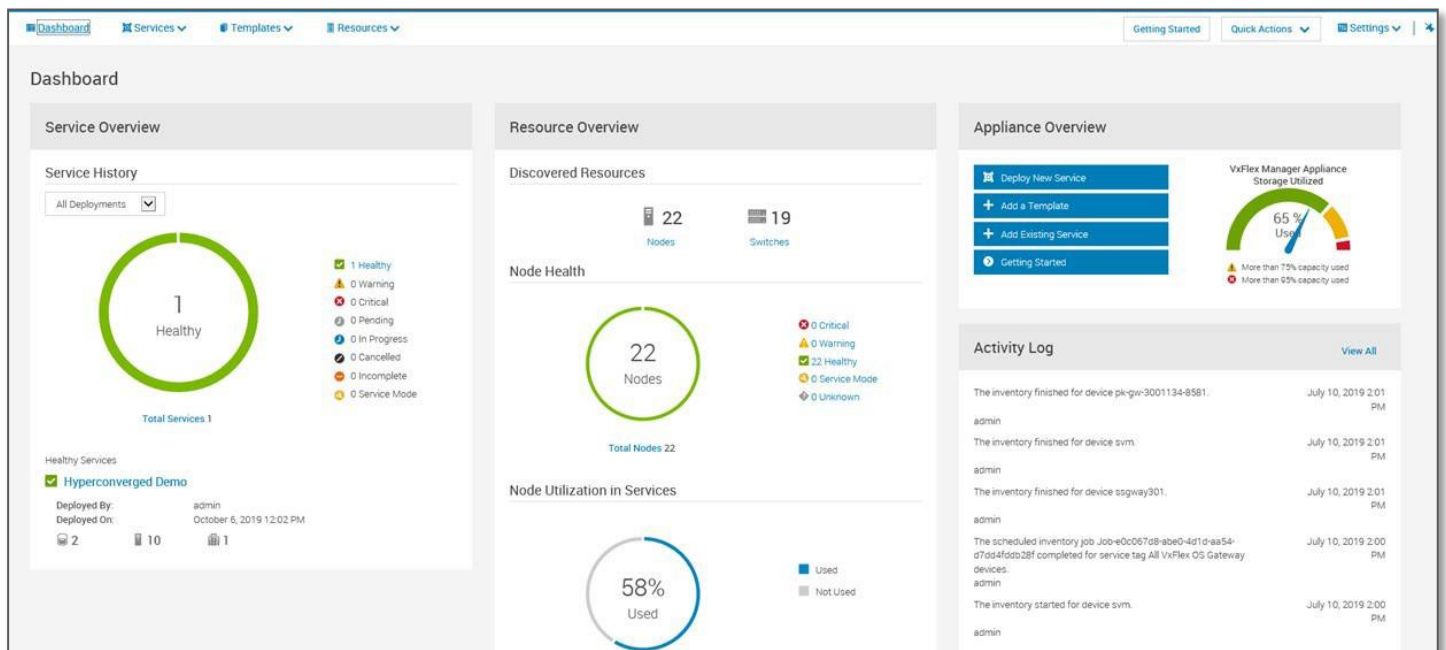 Dashboard
Services
Templates
Resources
Getting Started
Quick Actions
Settings
Dashboard
Service Overview
Service History
All Deployments
1
Healthy
1 Healthy
0 Warning
0 Critical
0 Pending
0 In Progress
0 Cancelled
0 Incomplete
0 Service Mode
Total Services 1
Healthy Services
Hyperconverged Demo
Deployed By: admin
Deployed On: October 6, 2019 12:02 PM
2 10 1
Resource Overview
Discovered Resources
22 19
Nodes Switches
Node Health
22
Nodes
0 Critical
0 Warning
22 Healthy
0 Service Mode
0 Unknown
Total Nodes 22
Node Utilization in Services
58%
Used
Used
Not Used
Appliance Overview
Deploy New Service
Add a Template
Add Existing Service
Getting Started
VxFlex Manager Appliance
Storage Utilized
65 %
Used
More than 75% capacity used
More than 95% capacity used
Activity Log
View All
The inventory finished for device pk-gw-3001134-8581. July 10, 2019 2:01
PM
admin
The inventory finished for device svm. July 10, 2019 2:01
PM
admin
The inventory finished for device ssgway301. July 10, 2019 2:01
PM
admin
The scheduled inventory job Job-e0c067d8-abe0-4d1d-aa54- July 10, 2019 2:00
d7dd4fddb28f completed for service tag All VxFlex OS Gateway PM
devices.
admin
The inventory started for device svm. July 10, 2019 2:00
PM
admin